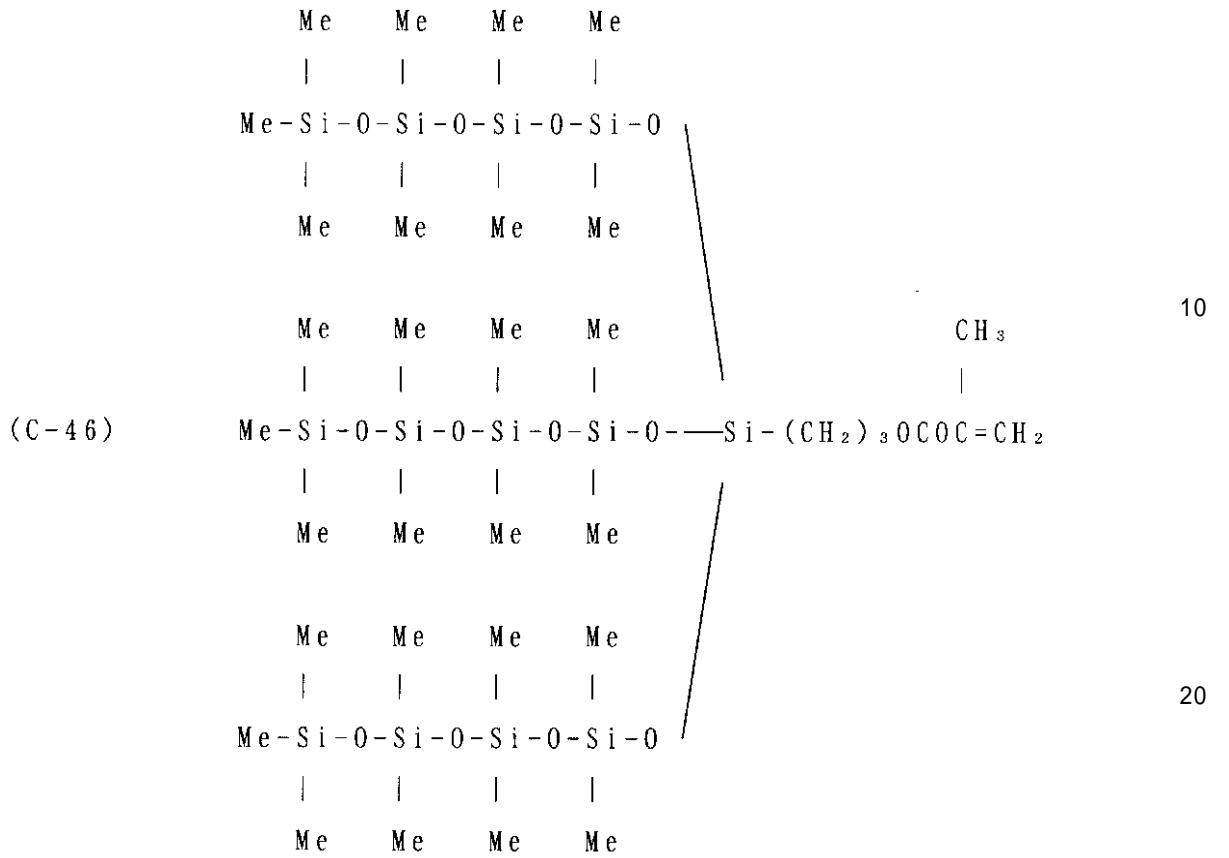 Me Me Me Me
| | | |
Me-Si-O-Si-O-Si-O-Si-O
| | | |
Me Me Me Me
10
Me Me Me Me CH₃
| | | | |
(C-46) Me-Si-O-Si-O-Si-O-Si-O-—Si-(CH₂)₃OCOC=CH₂
| | | |
Me Me Me Me
Me Me Me Me
| | | |
20
Me-Si-O-Si-O-Si-O-Si-O
| | | |
Me Me Me Me